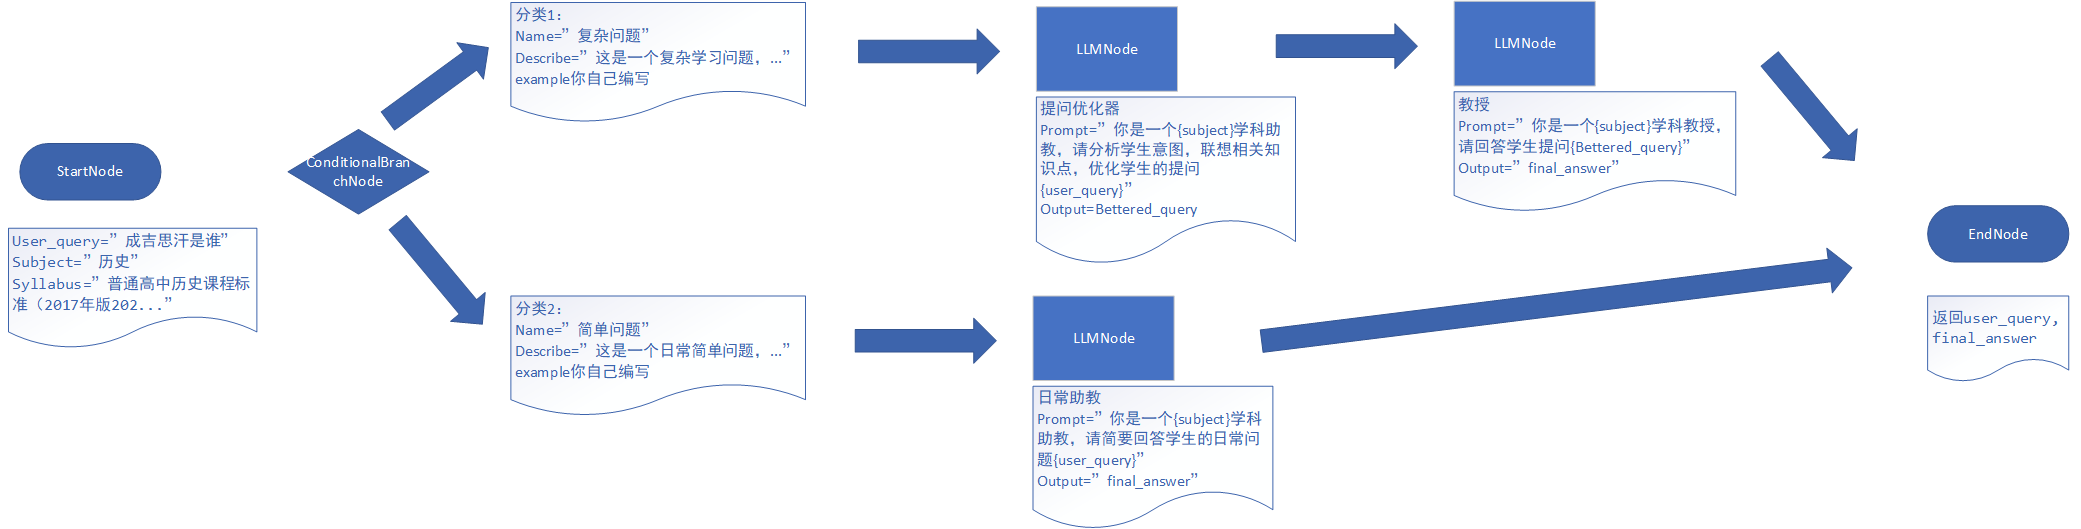 StartNode
User_query=”成吉思汗是谁”
Subject=”历史”
Syllabus=”普通高中历史课程标
准（2017年版202...”
ConditionalBran
chNode
分类1：
Name=”复杂问题”
Describe=”这是一个复杂学习问题，…”
example你自己编写
分类2：
Name=”简单问题”
Describe=”这是一个日常简单问题，…”
example你自己编写
LLMNode
提问优化器
Prompt=”你是一个{subject}学科助
教，请分析学生意图，联想相关知
识点，优化学生的提问
{user_query}”
Output=Bettered_query
LLMNode
教授
Prompt=”你是一个{subject}学科教授，
请回答学生提问{Bettered_query}”
Output=”final_answer”
LLMNode
日常助教
Prompt=”你是一个{subject}学科
助教，请简要回答学生的日常问
题{user_query}”
Output=”final_answer”
EndNode
返回user_query,
final_answer